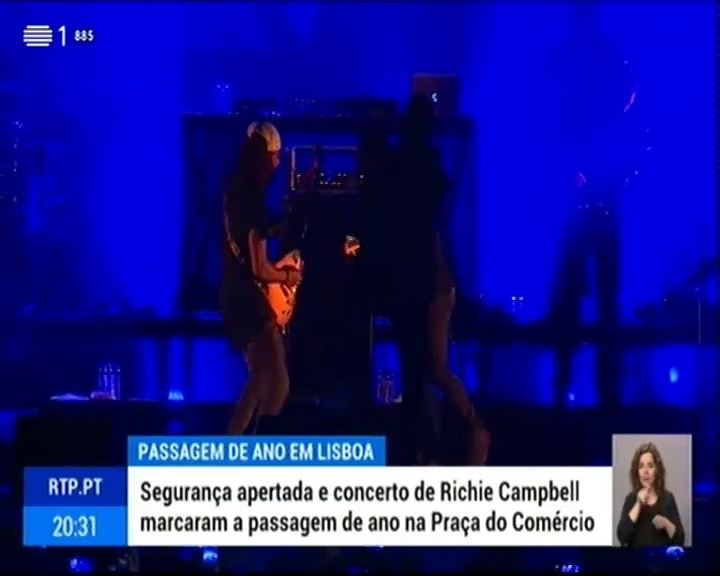 1 885
PASSAGEM DE ANO EM LISBOA
RTP.PT
Segurança apertada e concerto de Richie Campbell
20:31
marcaram a passagem de ano na Praça do Comércio